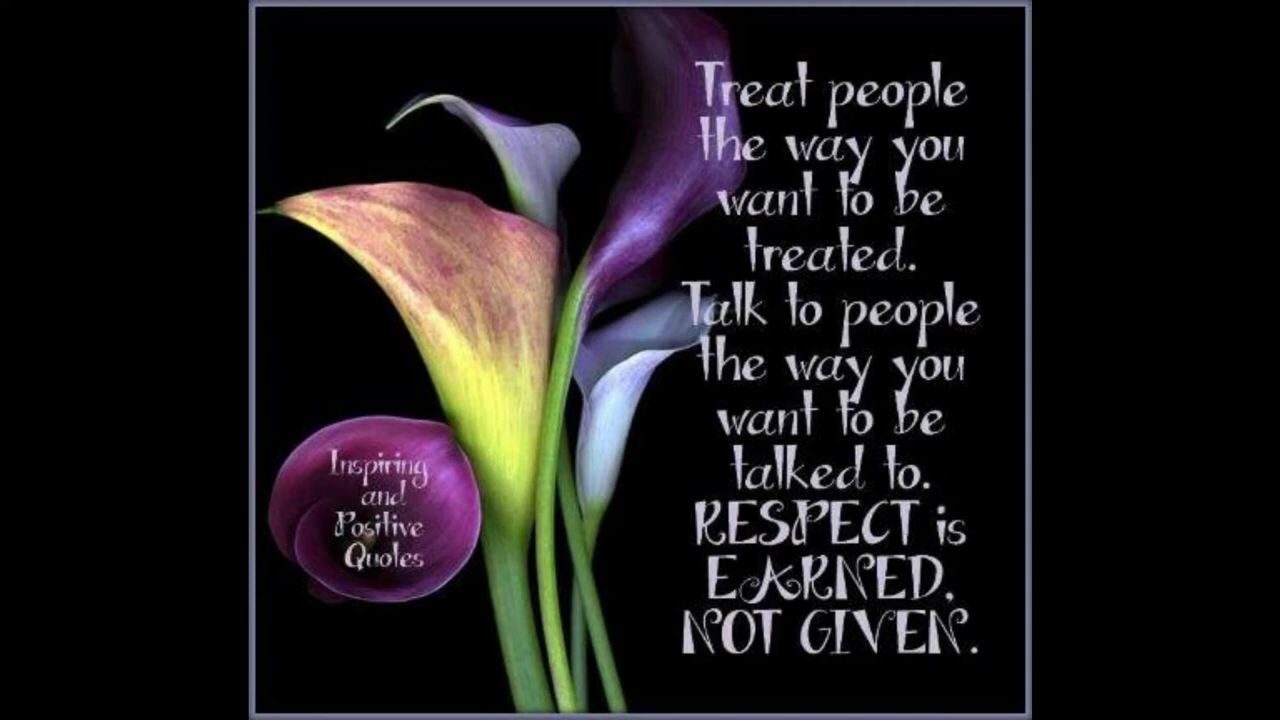 Treat people
the way you
want to be
treated.
Talk to people
the way you
want to be
talked to.
RESPECT is
EARNED,
NOT GIVEN.
Inspiring
and
Positive
Quotes